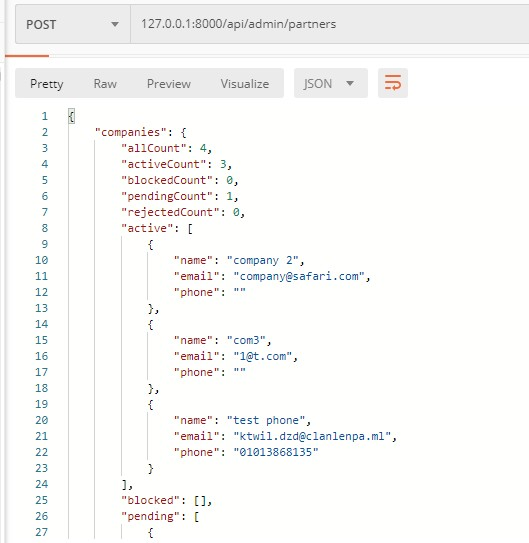 POST 127.0.0.1:8000/api/admin/partners
Pretty Raw Preview Visualize JSON
1 {
2 "companies": {
3 "allCount": 4,
4 "activeCount": 3,
5 "blockedCount": 0,
6 "pendingCount": 1,
7 "rejectedCount": 0,
8 "active": [
9 {
10 "name": "company 2",
11 "email": "company@safari.com",
12 "phone": ""
13 },
14 {
15 "name": "com3",
16 "email": "1@t.com",
17 "phone": ""
18 },
19 {
20 "name": "test phone",
21 "email": "ktwil.dzd@clanlenpa.ml",
22 "phone": "01013868135"
23 }
24 ],
25 "blocked": [],
26 "pending": [
27 {